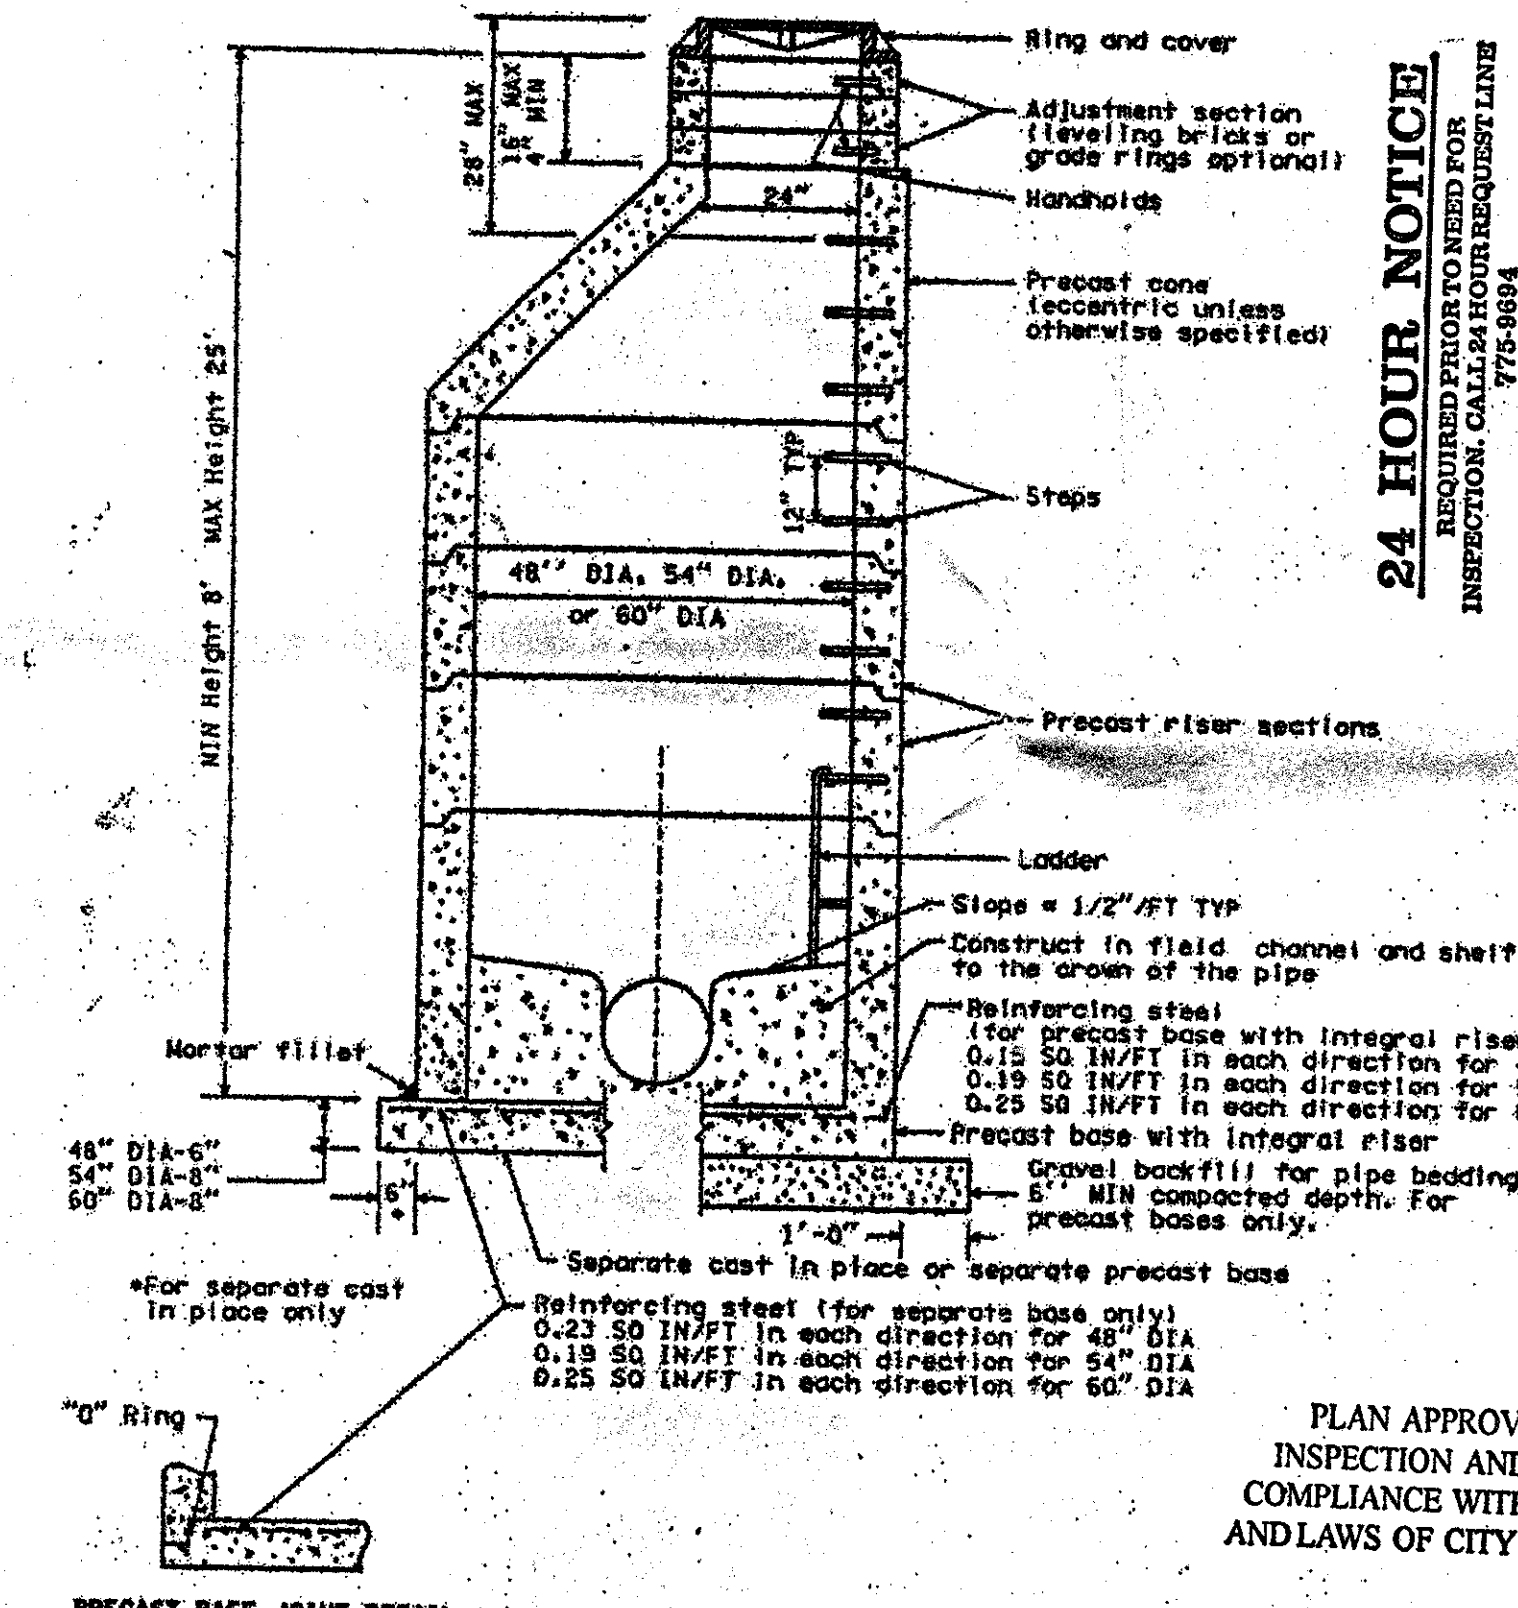 Ring and cover
Adjustment section
(leveling bricks or
grade rings optional)
Handholds
28" MAX
16" MAX
4" MIN
24"
Precast cone
(eccentric unless
otherwise specified)
MIN Height 8' MAX Height 25'
12" TYP
Steps
48" DIA. 54" DIA.
or 60" DIA
Precast riser sections
Ladder
Slope = 1/2"/FT TYP
Construct in field channel and shelf
to the crown of the pipe
Reinforcing steel
(for precast base with integral riser
0.15 SQ IN/FT in each direction for
0.19 SQ IN/FT in each direction for
0.25 SQ IN/FT in each direction for
Mortar fillet
Precast base with integral riser
48" DIA-6"
54" DIA-8"
60" DIA-8"
6"
*
Gravel backfill for pipe bedding
6" MIN compacted depth. For
precast bases only.
1'-0"
Separate cast in place or separate precast base
*For separate cast
in place only
Reinforcing steel (for separate base only)
0.23 SQ IN/FT in each direction for 48" DIA
0.19 SQ IN/FT in each direction for 54" DIA
0.25 SQ IN/FT in each direction for 60" DIA
"O" Ring
24 HOUR NOTICE
REQUIRED PRIOR TO NEED FOR
INSPECTION. CALL 24 HOUR REQUEST LINE
775-9694
PLAN APPROV
INSPECTION AND
COMPLIANCE WITH
AND LAWS OF CITY
PRECAST BASE JOINT